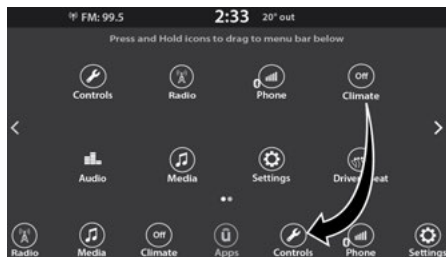 FM: 99.5 2:33 20° out
Press and Hold icons to drag to menu bar below
Off
Controls Radio Phone Climate
Audio Media Settings Driver Seat
Off
Radio Media Climate Apps Controls Phone Settings